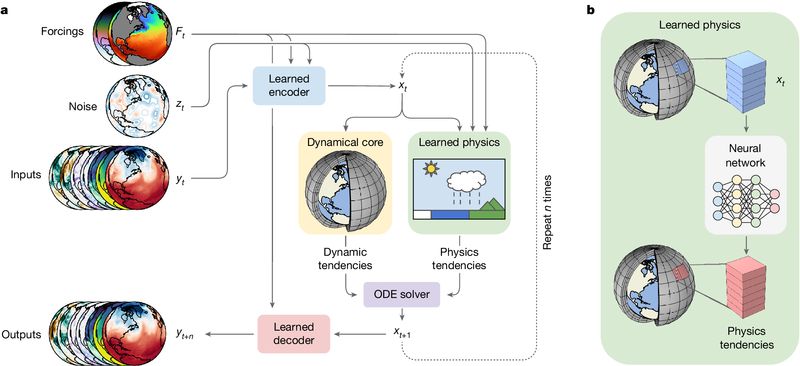 a
Forcings
F_t
Noise
z_t
Inputs
y_t
Learned
encoder
x_t
Dynamical core
Learned physics
Dynamic
tendencies
Physics
tendencies
ODE solver
Repeat n times
Outputs
y_{t+n}
Learned
decoder
x_{t+1}
b
Learned physics
x_t
Neural
network
Physics
tendencies